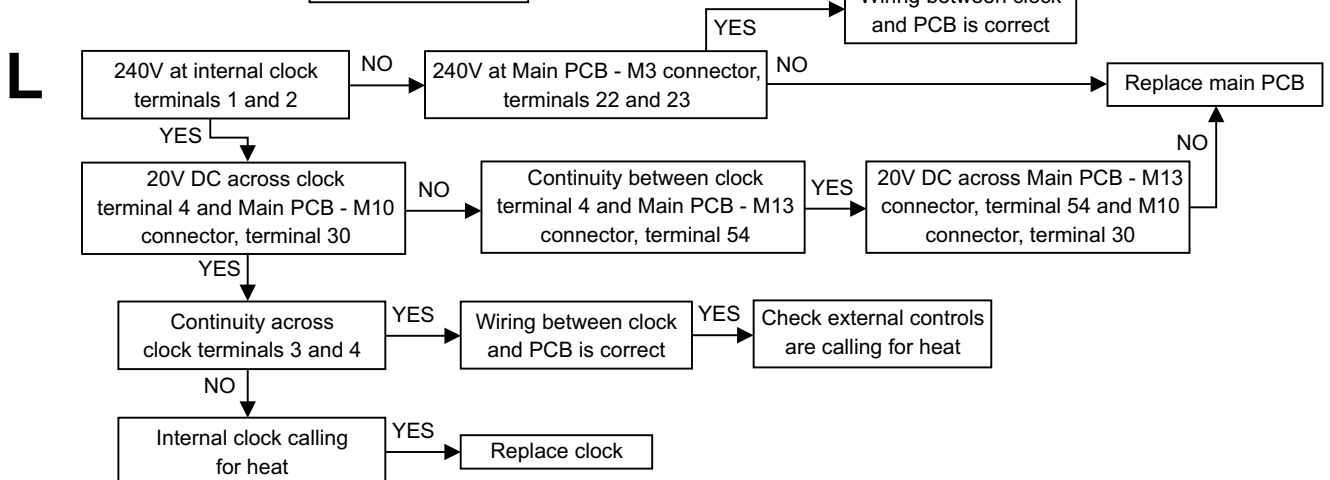 Wiring between clock
and PCB is correct
YES
L
240V at internal clock
terminals 1 and 2
NO
240V at Main PCB - M3 connector,
terminals 22 and 23
NO
Replace main PCB
YES
NO
20V DC across clock
terminal 4 and Main PCB - M10
connector, terminal 30
NO
Continuity between clock
terminal 4 and Main PCB - M13
connector, terminal 54
YES
20V DC across Main PCB - M13
connector, terminal 54 and M10
connector, terminal 30
YES
Continuity across
clock terminals 3 and 4
YES
Wiring between clock
and PCB is correct
YES
Check external controls
are calling for heat
NO
Internal clock calling
for heat
YES
Replace clock